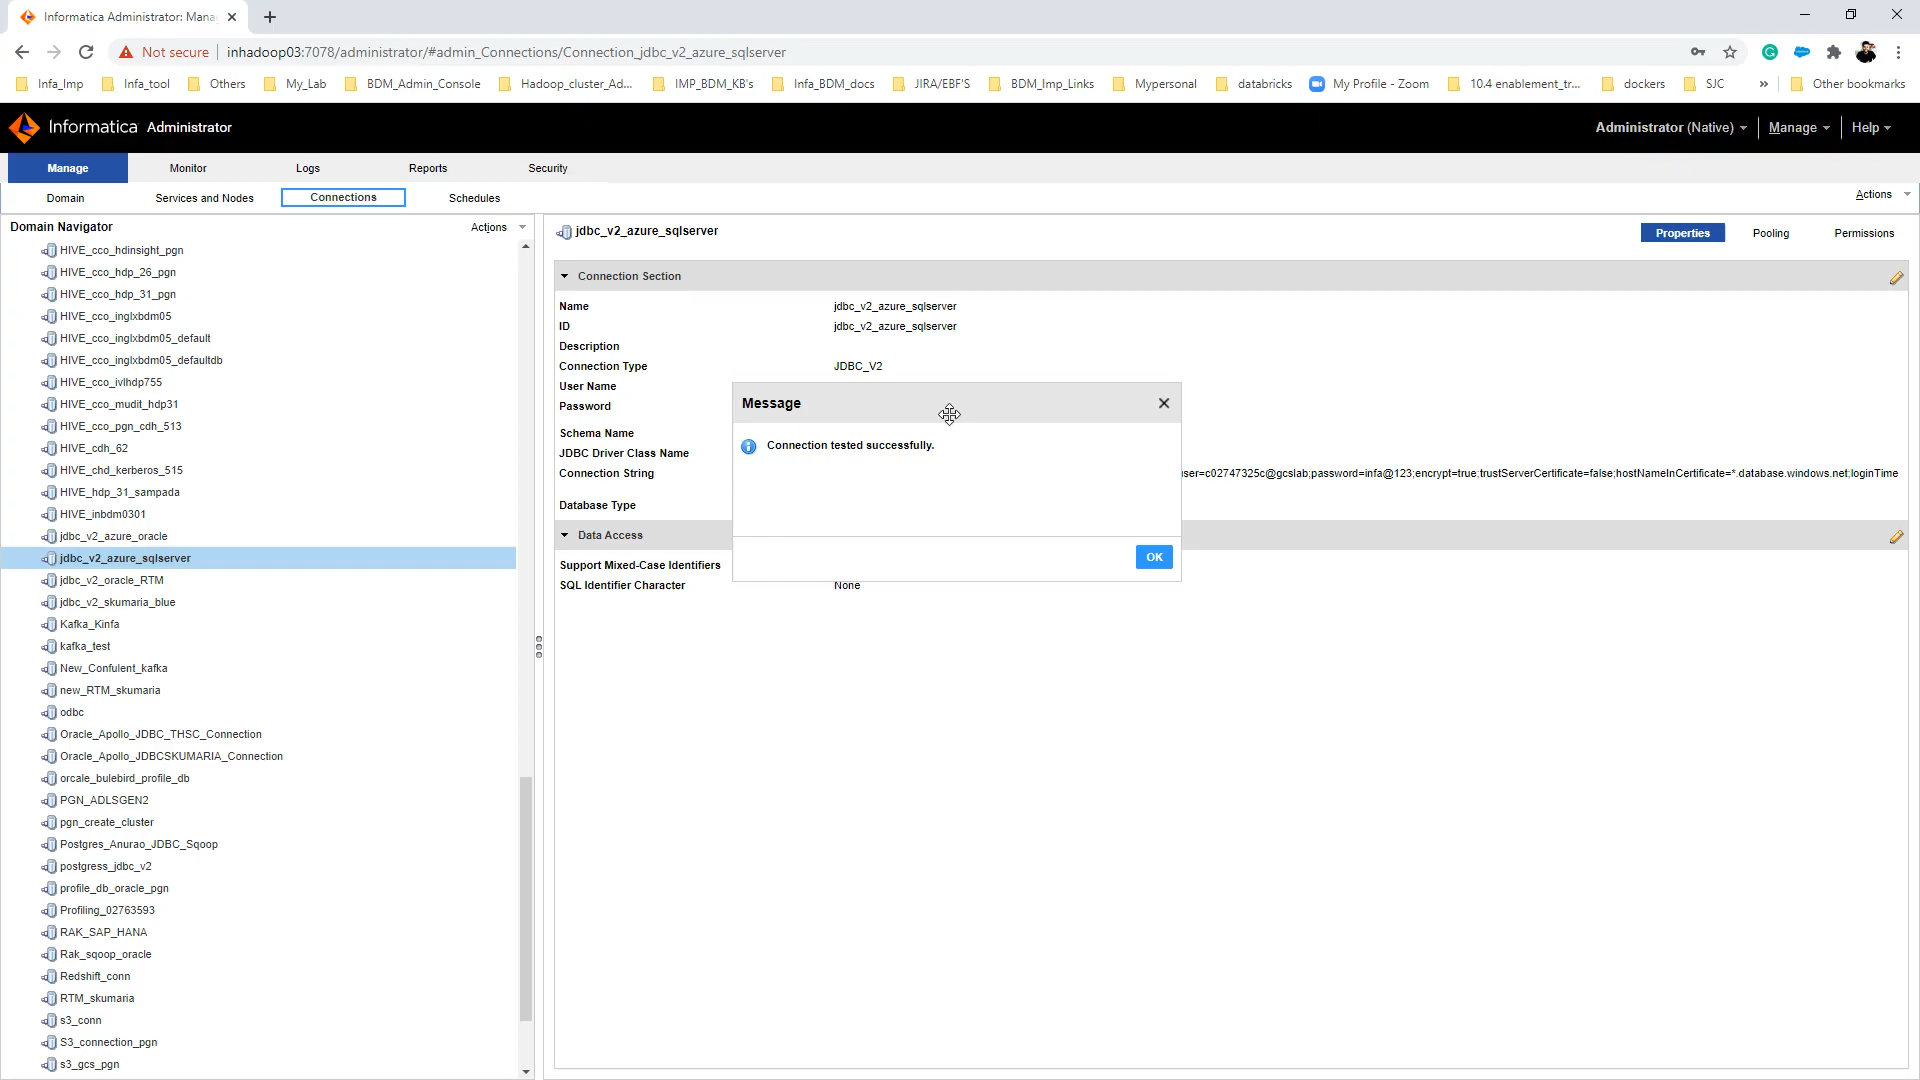 Informatica Administrator: Mana
Not secure
inhadoop03:7078/administrator/#admin_Connections/Connection_jdbc_v2_azure_sqlserver
Infa_Imp
Infa_tool
Others
My_Lab
BDM_Admin_Console
Hadoop_cluster_Ad...
IMP_BDM_KB's
Infa_BDM_docs
JIRA/EBF'S
BDM_Imp_Links
Mypersonal
databricks
My Profile - Zoom
10.4 enablement_tr...
dockers
SJC
»
Other bookmarks
Informatica Administrator
Administrator (Native)
Manage
Help
Manage
Monitor
Logs
Reports
Security
Domain
Services and Nodes
Connections
Schedules
Actions
Domain Navigator
Actions
HIVE_cco_hdinsight_pgn
HIVE_cco_hdp_26_pgn
HIVE_cco_hdp_31_pgn
HIVE_cco_inglxbdm05
HIVE_cco_inglxbdm05_default
HIVE_cco_inglxbdm05_defaultdb
HIVE_cco_ivlhdp755
HIVE_cco_mudit_hdp31
HIVE_cco_pgn_cdh_513
HIVE_cdh_62
HIVE_chd_kerberos_515
HIVE_hdp_31_sampada
HIVE_inbdm0301
jdbc_v2_azure_oracle
jdbc_v2_azure_sqlserver
jdbc_v2_oracle_RTM
jdbc_v2_skumaria_blue
Kafka_Kinfa
kafka_test
New_Confulent_kafka
new_RTM_skumaria
odbc
Oracle_Apollo_JDBC_THSC_Connection
Oracle_Apollo_JDBCSKUMARIA_Connection
orcale_bulebird_profile_db
PGN_ADLSGEN2
pgn_create_cluster
Postgres_Anurao_JDBC_Sqoop
postgress_jdbc_v2
profile_db_oracle_pgn
Profiling_02763593
RAK_SAP_HANA
Rak_sqoop_oracle
Redshift_conn
RTM_skumaria
s3_conn
S3_connection_pgn
s3_gcs_pgn
jdbc_v2_azure_sqlserver
Properties
Pooling
Permissions
Connection Section
Name jdbc_v2_azure_sqlserver
ID jdbc_v2_azure_sqlserver
Description
Connection Type JDBC_V2
User Name
Password
Schema Name
JDBC Driver Class Name
Connection String ser=c02747325c@gcslab;password=infa@123;encrypt=true;trustServerCertificate=false;hostNameInCertificate=*.database.windows.net;loginTime
Database Type
Data Access
Support Mixed-Case Identifiers
SQL Identifier Character None
Message
Connection tested successfully.
OK